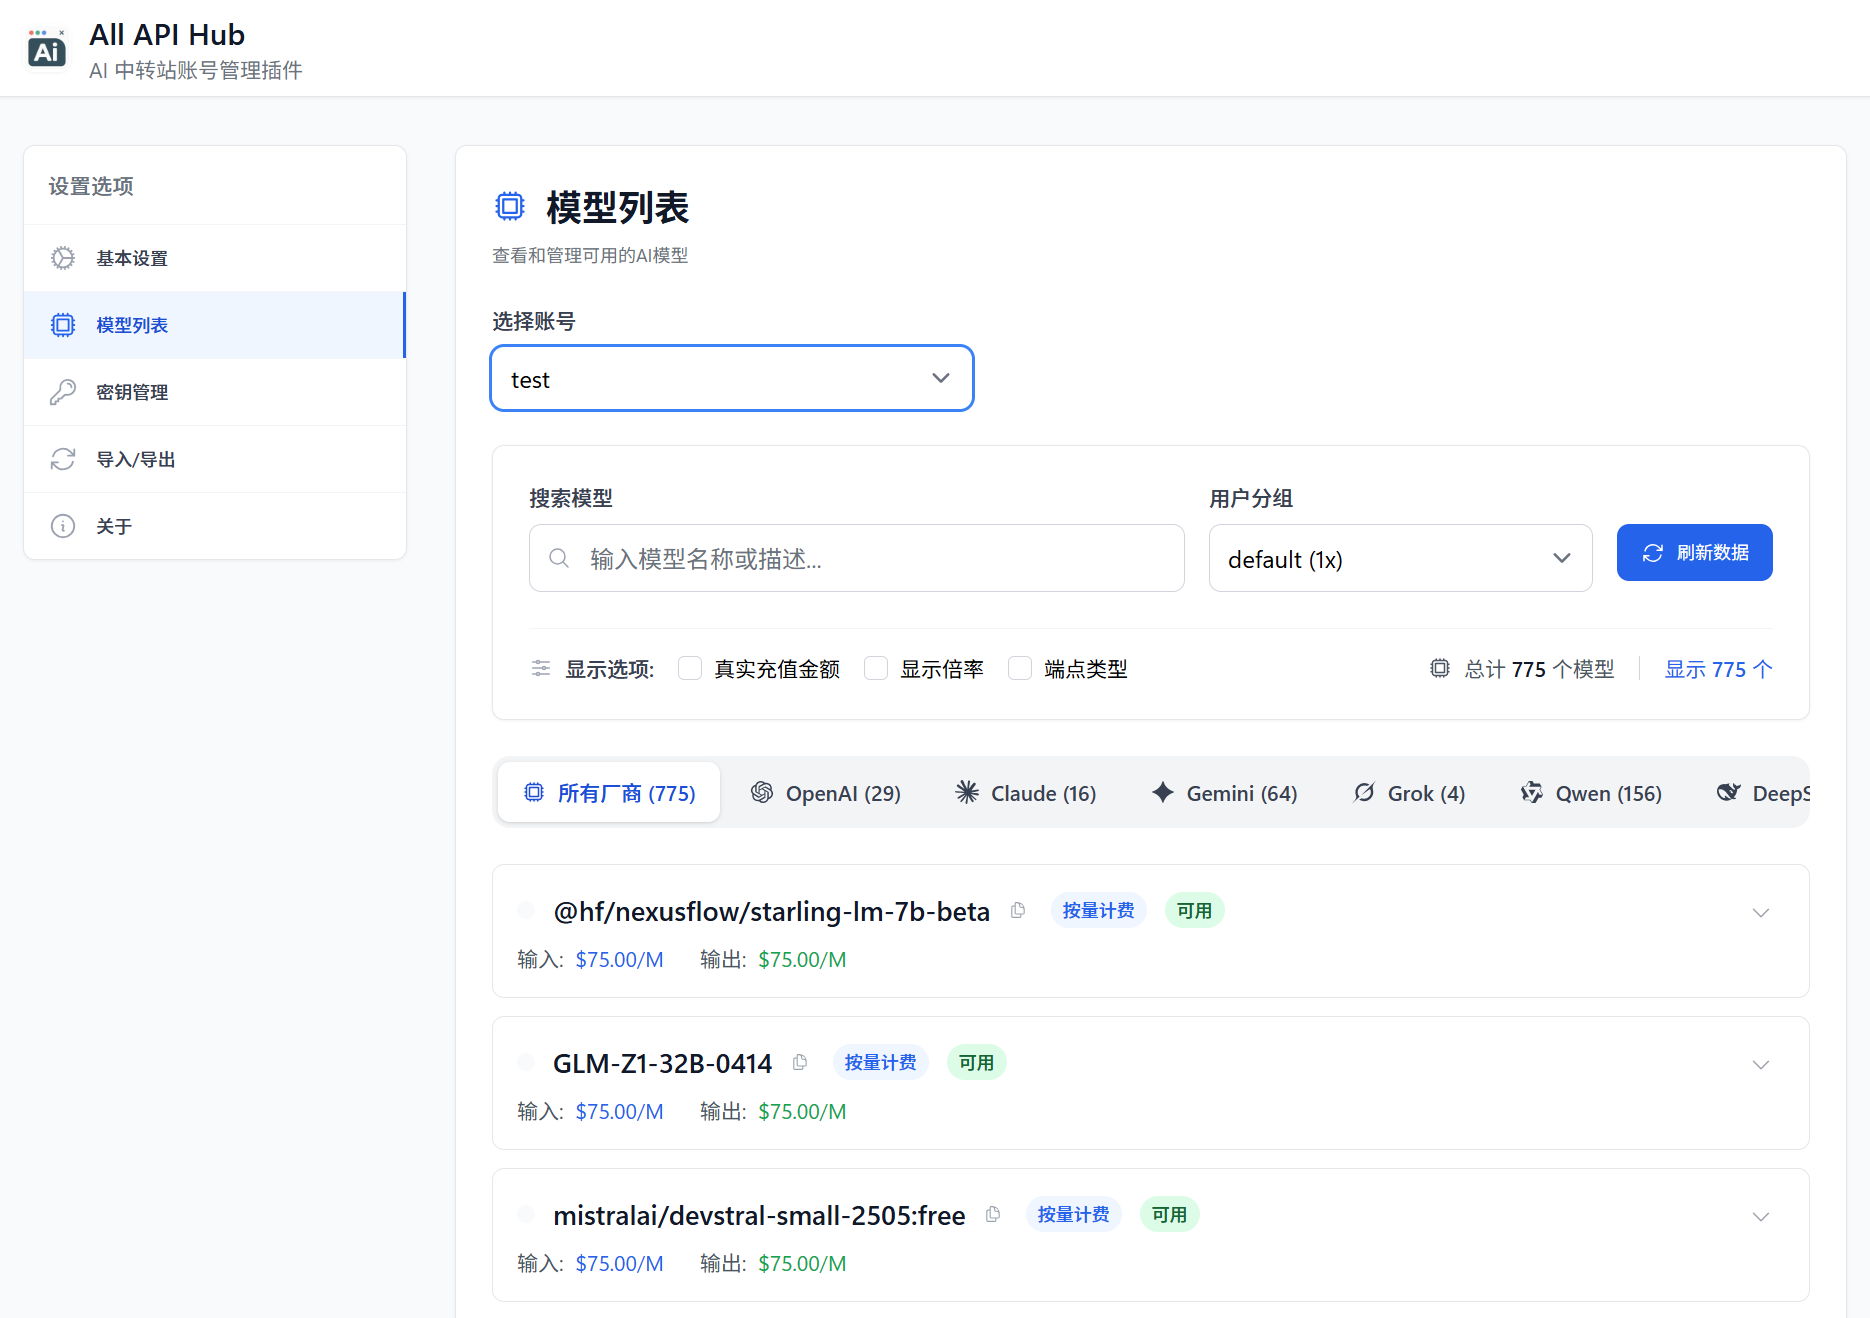 Ai
All API Hub
AI 中转站账号管理插件
设置选项
基本设置
模型列表
密钥管理
导入/导出
关于
模型列表
查看和管理可用的AI模型
选择账号
test
搜索模型
输入模型名称或描述...
用户分组
default (1x)
刷新数据
显示选项: 真实充值金额 显示倍率 端点类型
总计 775 个模型
显示 775 个
所有厂商 (775) OpenAI (29) Claude (16) Gemini (64) Grok (4) Qwen (156) DeepS
@hf/nexusflow/starling-lm-7b-beta 按量计费 可用
输入: $75.00/M 输出: $75.00/M
GLM-Z1-32B-0414 按量计费 可用
输入: $75.00/M 输出: $75.00/M
mistralai/devstral-small-2505:free 按量计费 可用
输入: $75.00/M 输出: $75.00/M